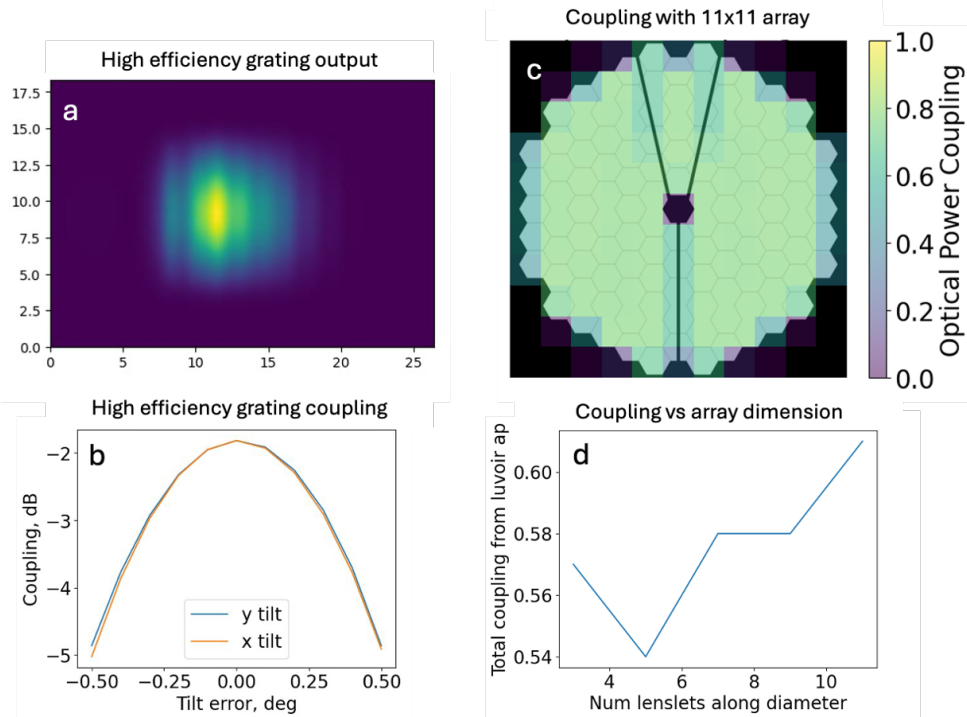 High efficiency grating output
a
17.5
15.0
12.5
10.0
7.5
5.0
2.5
0.0
0 5 10 15 20 25
Coupling with 11x11 array
c
1.0
0.8
0.6
0.4
0.2
0.0
Optical Power Coupling
High efficiency grating coupling
b
−2
−3
−4
−5
Coupling, dB
y tilt
x tilt
−0.50 −0.25 0.00 0.25 0.50
Tilt error, deg
Coupling vs array dimension
d
0.60
0.58
0.56
0.54
Total coupling from luvoir ap
4 6 8 10
Num lenslets along diameter